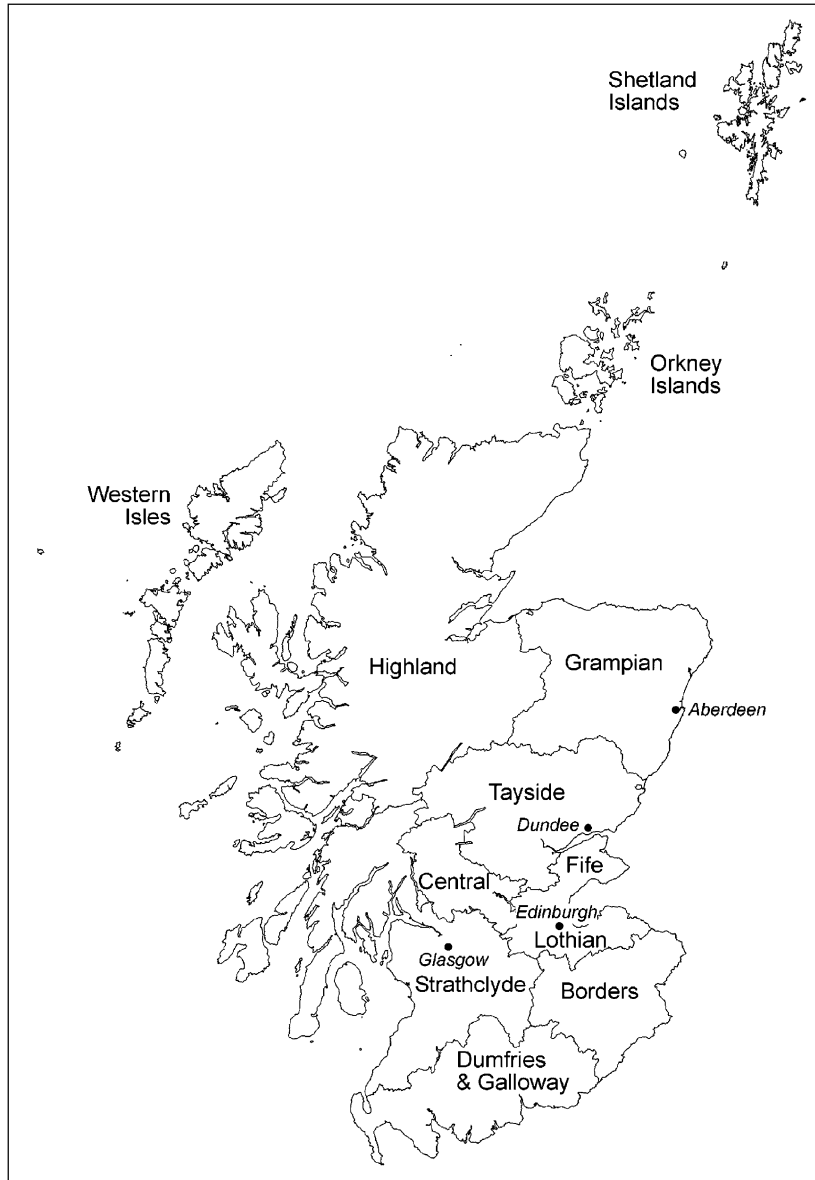 Shetland
Islands
Orkney
Islands
Western
Isles
Highland
Grampian
Aberdeen
Tayside
Dundee
Fife
Central
Edinburgh
Lothian
Glasgow
Strathclyde
Borders
Dumfries
& Galloway